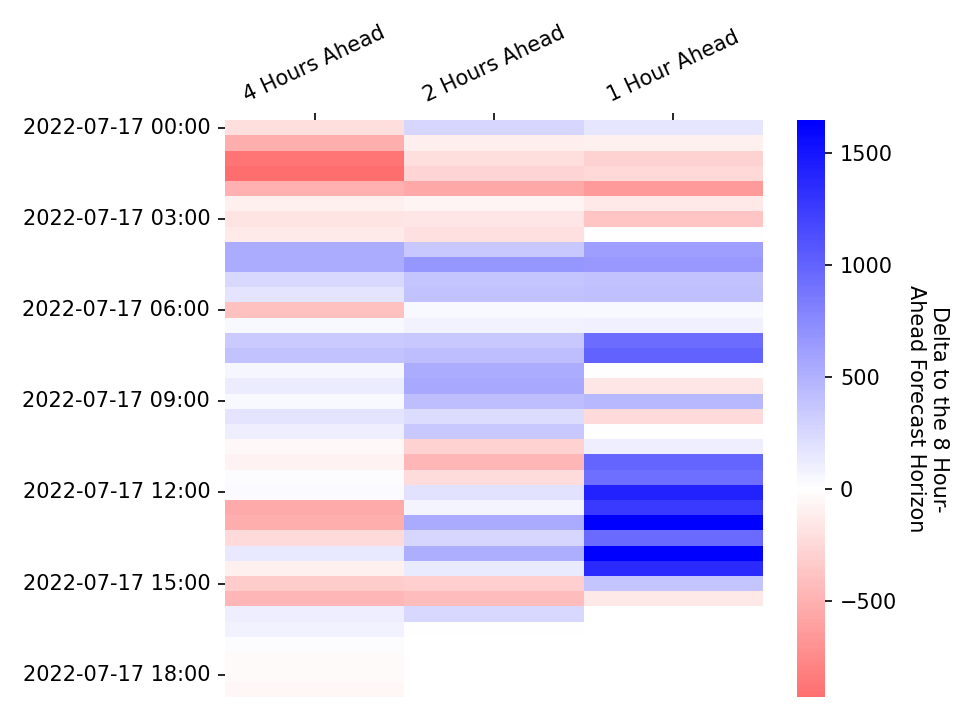 4 Hours Ahead
2 Hours Ahead
1 Hour Ahead
2022-07-17 00:00
2022-07-17 03:00
2022-07-17 06:00
2022-07-17 09:00
2022-07-17 12:00
2022-07-17 15:00
2022-07-17 18:00
1500
1000
500
0
−500
Delta to the 8 Hour-
Ahead Forecast Horizon